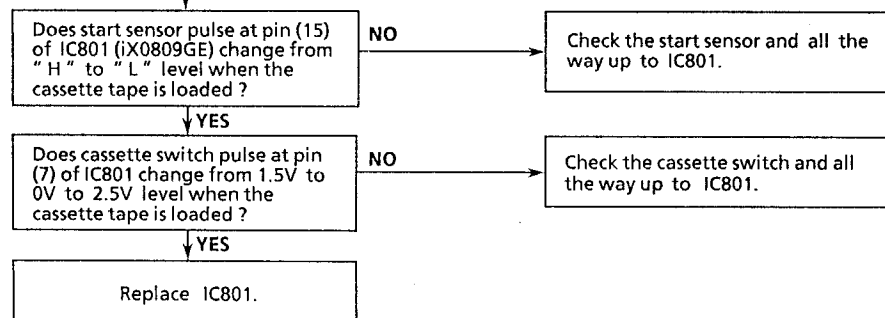 Does start sensor pulse at pin (15)
of IC801 (iX0809GE) change from
"H" to "L" level when the
cassette tape is loaded ?
NO
Check the start sensor and all the
way up to IC801.
YES
Does cassette switch pulse at pin
(7) of IC801 change from 1.5V to
0V to 2.5V level when the
cassette tape is loaded ?
NO
Check the cassette switch and all
the way up to IC801.
YES
Replace IC801.